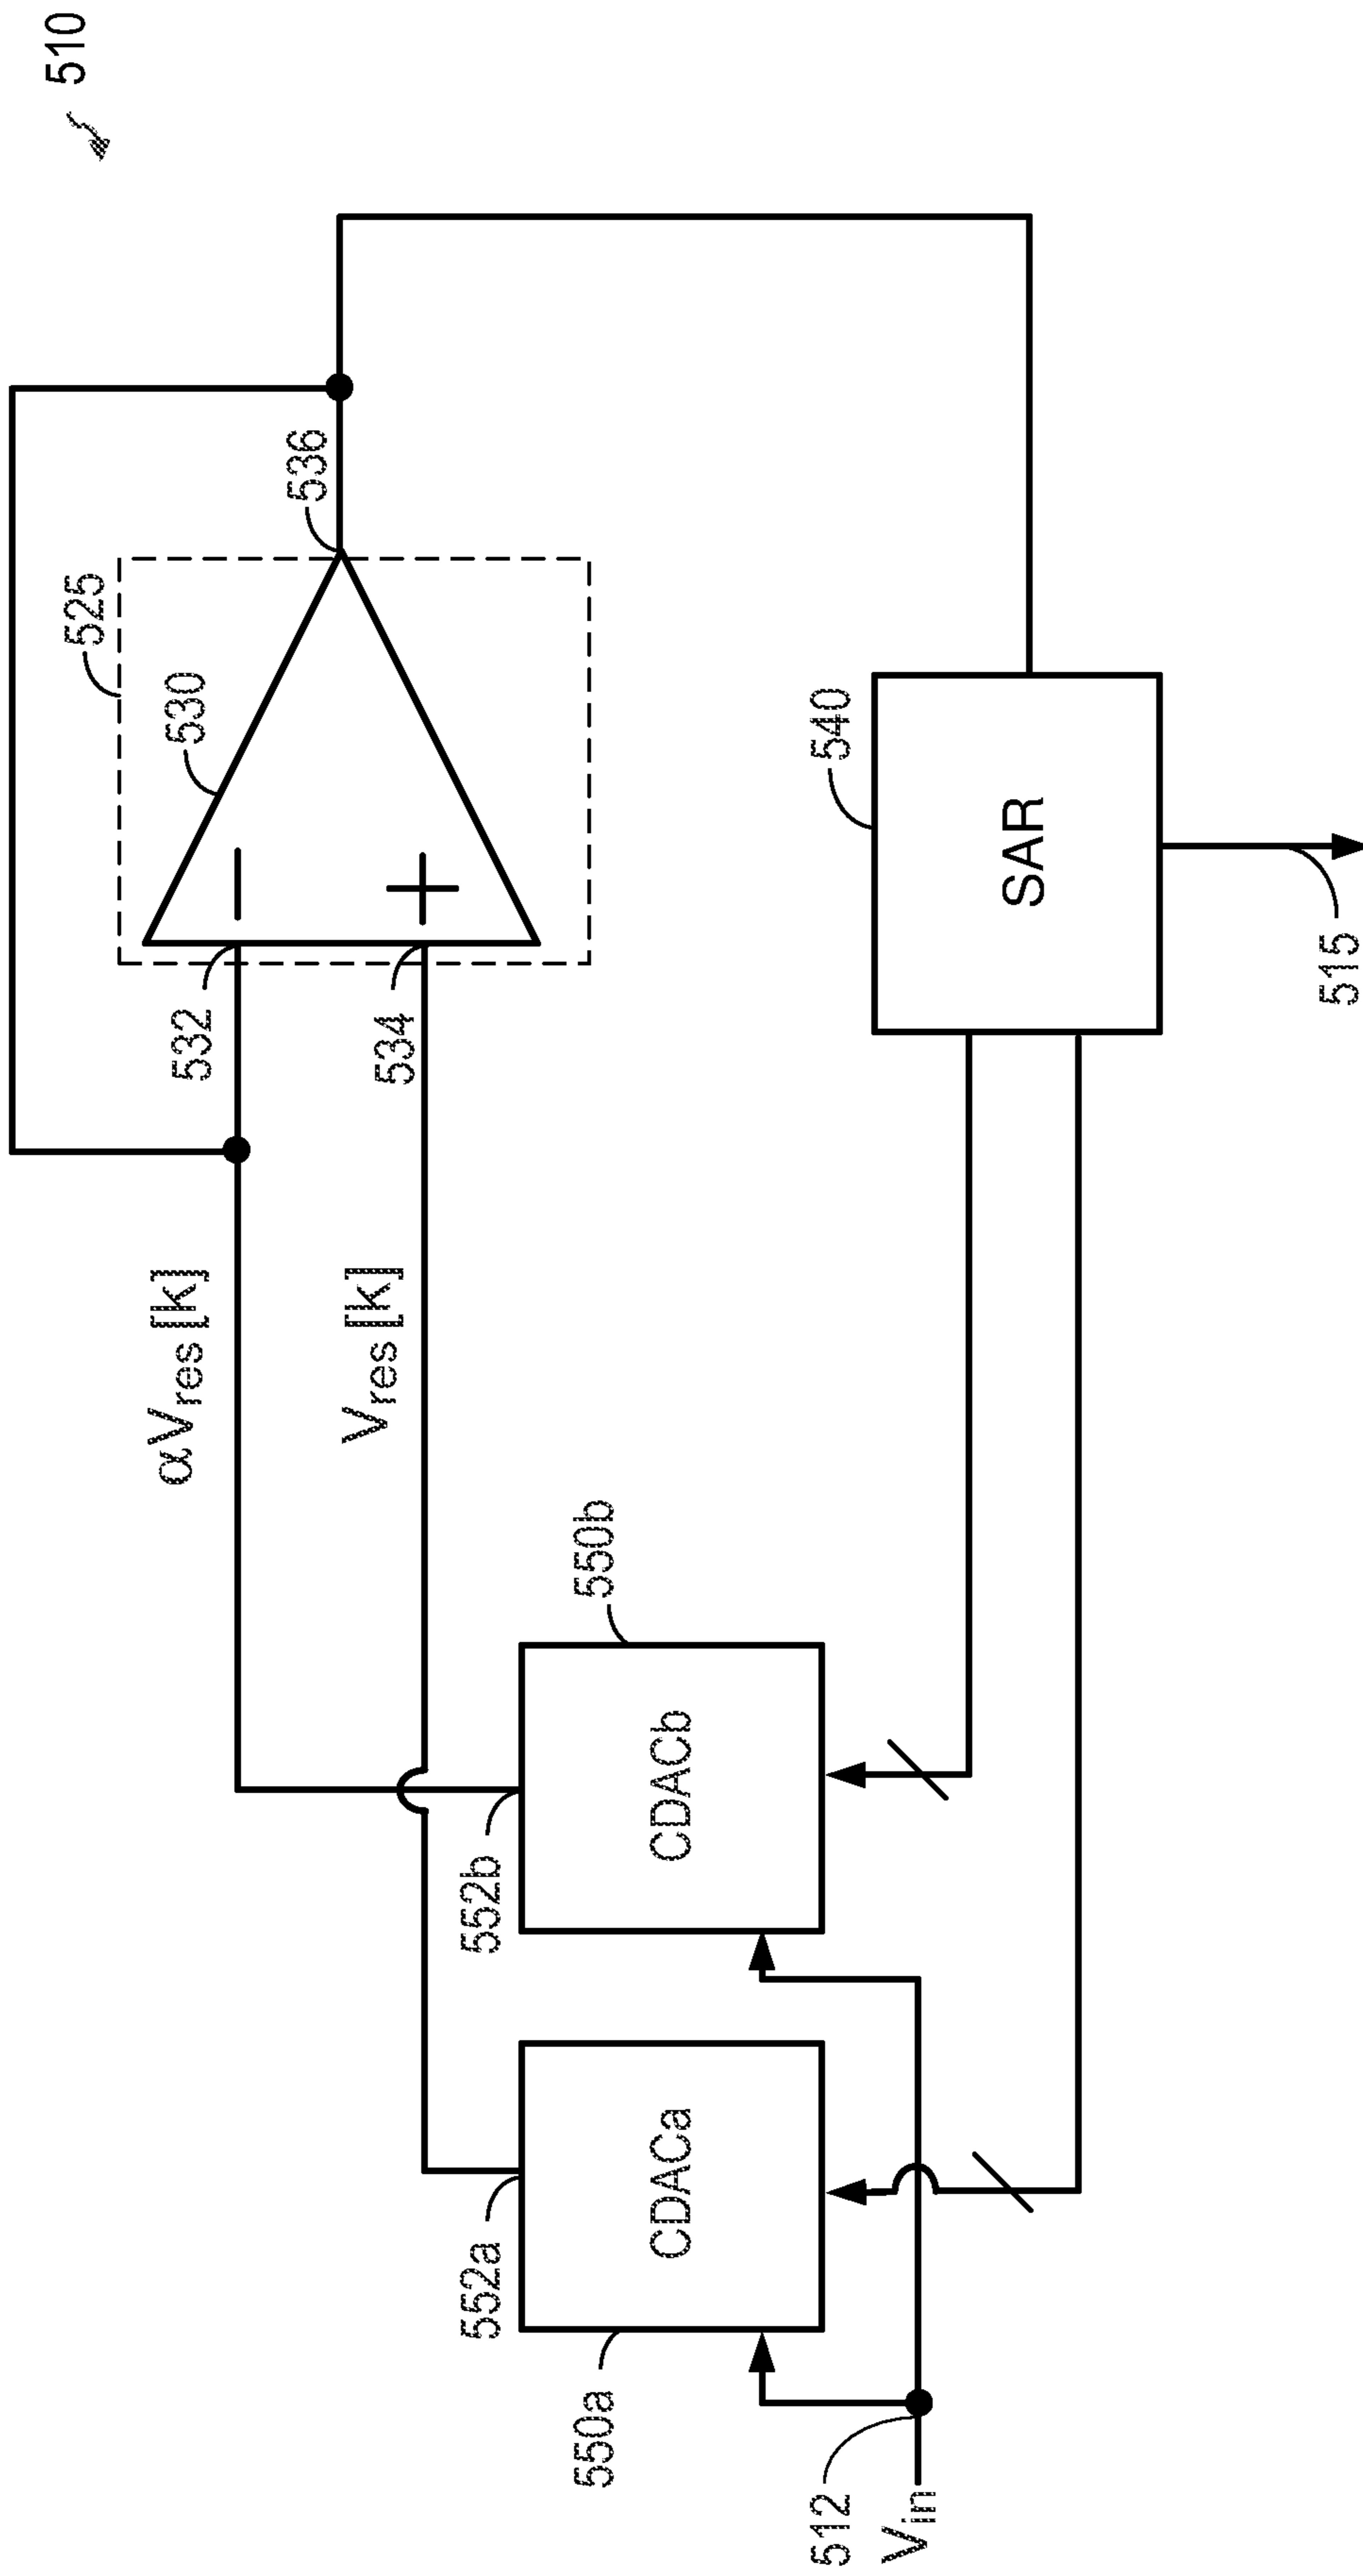 510
525
530
536
532
534
αVres [k]
Vres [k]
540
SAR
515
550b
CDACb
552b
552a
CDACa
550a
512
Vin